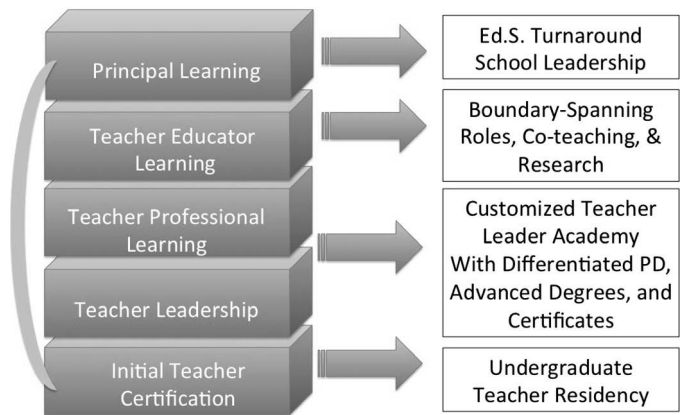 Principal Learning
Ed.S. Turnaround
School Leadership
Teacher Educator
Learning
Boundary-Spanning
Roles, Co-teaching, &
Research
Teacher Professional
Learning
Teacher Leadership
Customized Teacher
Leader Academy
With Differentiated PD,
Advanced Degrees, and
Certificates
Initial Teacher
Certification
Undergraduate
Teacher Residency